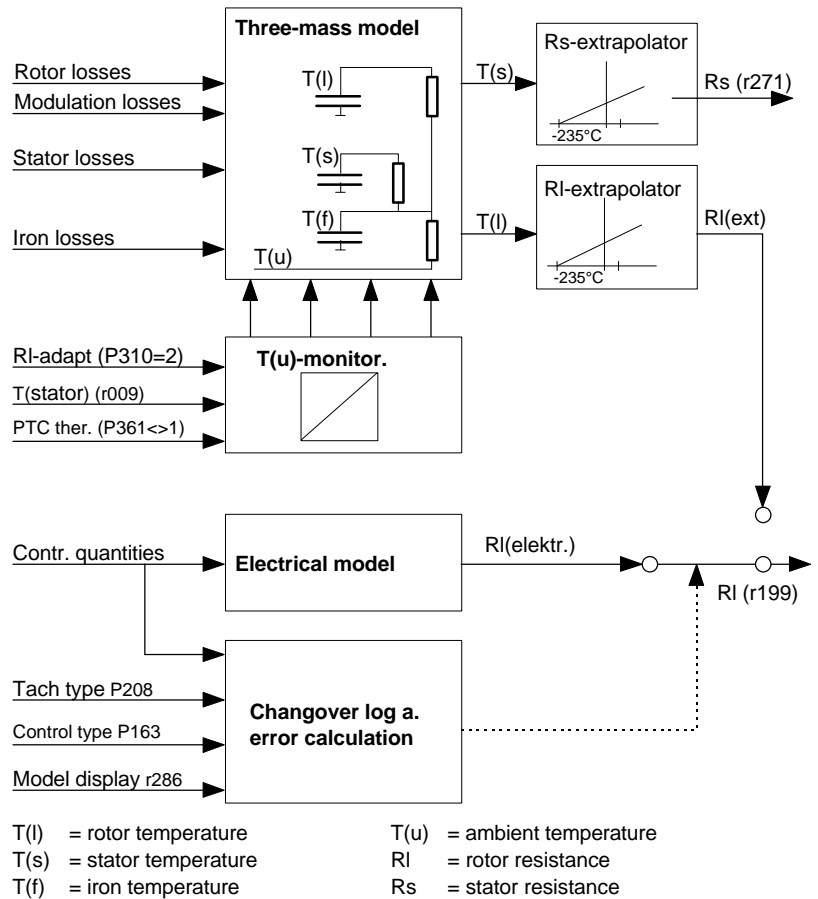 Three-mass model
Rotor losses
Modulation losses
Stator losses
Iron losses
T(l)
T(s)
T(f)
T(u)
T(s)
T(l)
Rs-extrapolator
-235°C
Rs (r271)
Rl-extrapolator
-235°C
Rl(ext)
Rl-adapt (P310=2)
T(stator) (r009)
PTC ther. (P361<>1)
T(u)-monitor.
Contr. quantities
Electrical model
Rl(elektr.)
Rl (r199)
Tach type P208
Control type P163
Model display r286
Changover log a.
error calculation
T(l) = rotor temperature
T(s) = stator temperature
T(f) = iron temperature
T(u) = ambient temperature
Rl = rotor resistance
Rs = stator resistance